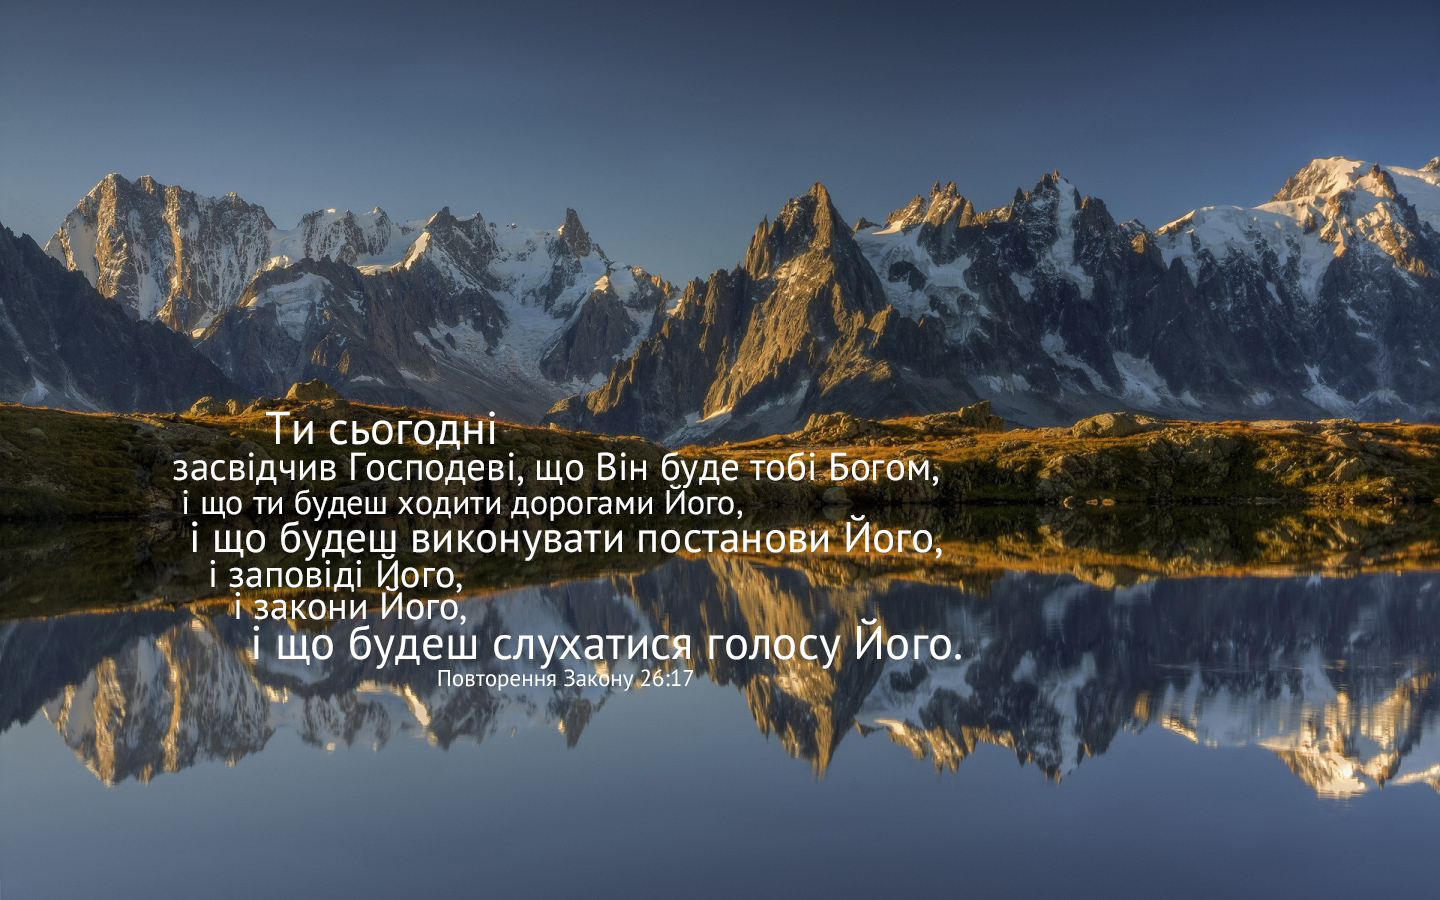 Ти сьогодні
засвідчив Господеві, що Він буде тобі Богом,
і що ти будеш ходити дорогами Його,
і що будеш виконувати постанови Його,
і заповіді Його,
і закони Його,
і що будеш слухатися голосу Його.
Повторення Закону 26:17